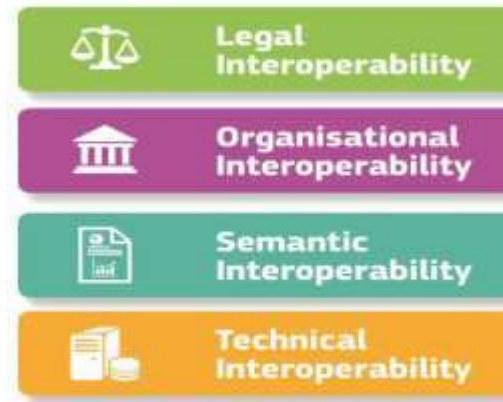 Legal
Interoperability
Organisational
Interoperability
Semantic
Interoperability
Technical
Interoperability